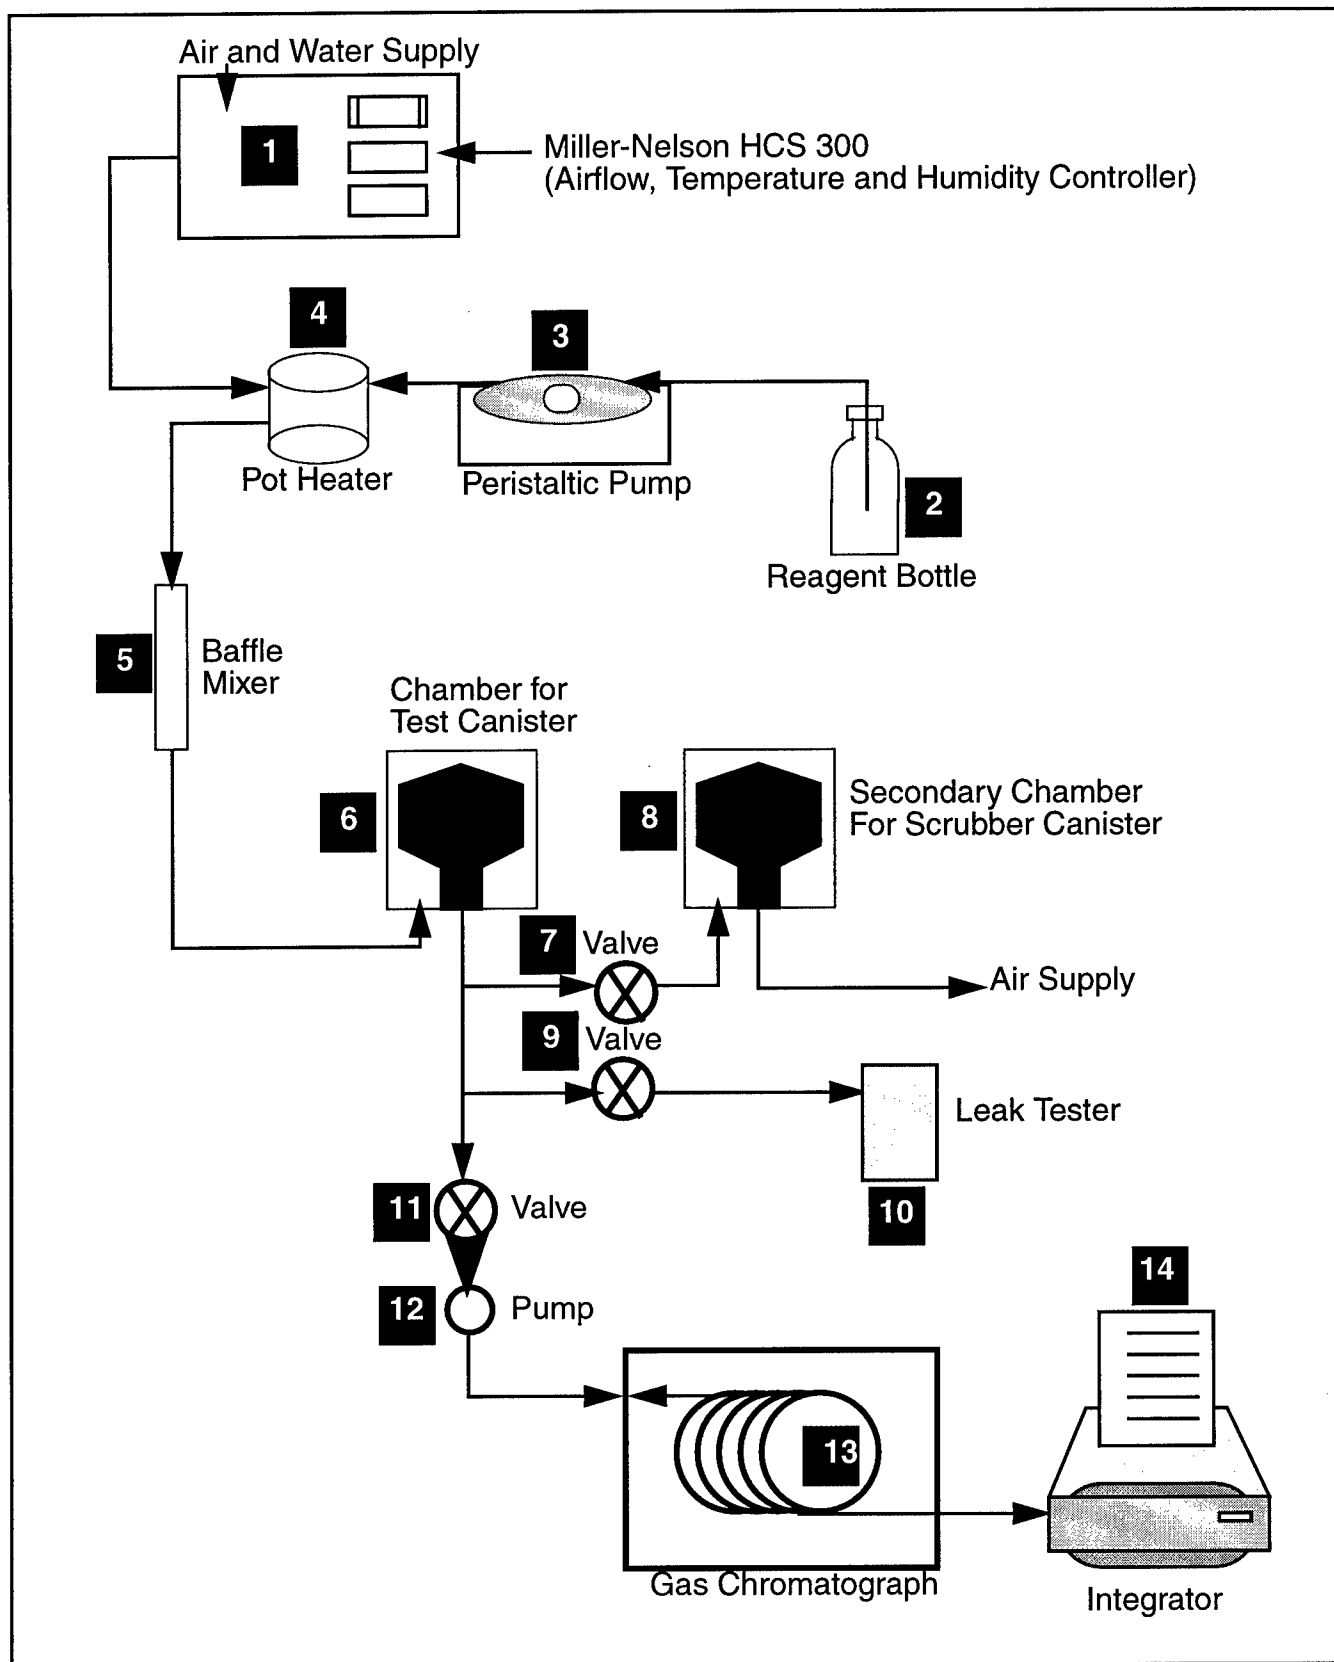 Air and Water Supply
1
Miller-Nelson HCS 300
(Airflow, Temperature and Humidity Controller)
4
3
Pot Heater
Peristaltic Pump
2
Reagent Bottle
5
Baffle
Mixer
Chamber for
Test Canister
6
8
Secondary Chamber
For Scrubber Canister
7
Valve
Air Supply
9
Valve
Leak Tester
10
11
Valve
12
Pump
14
13
Gas Chromatograph
Integrator